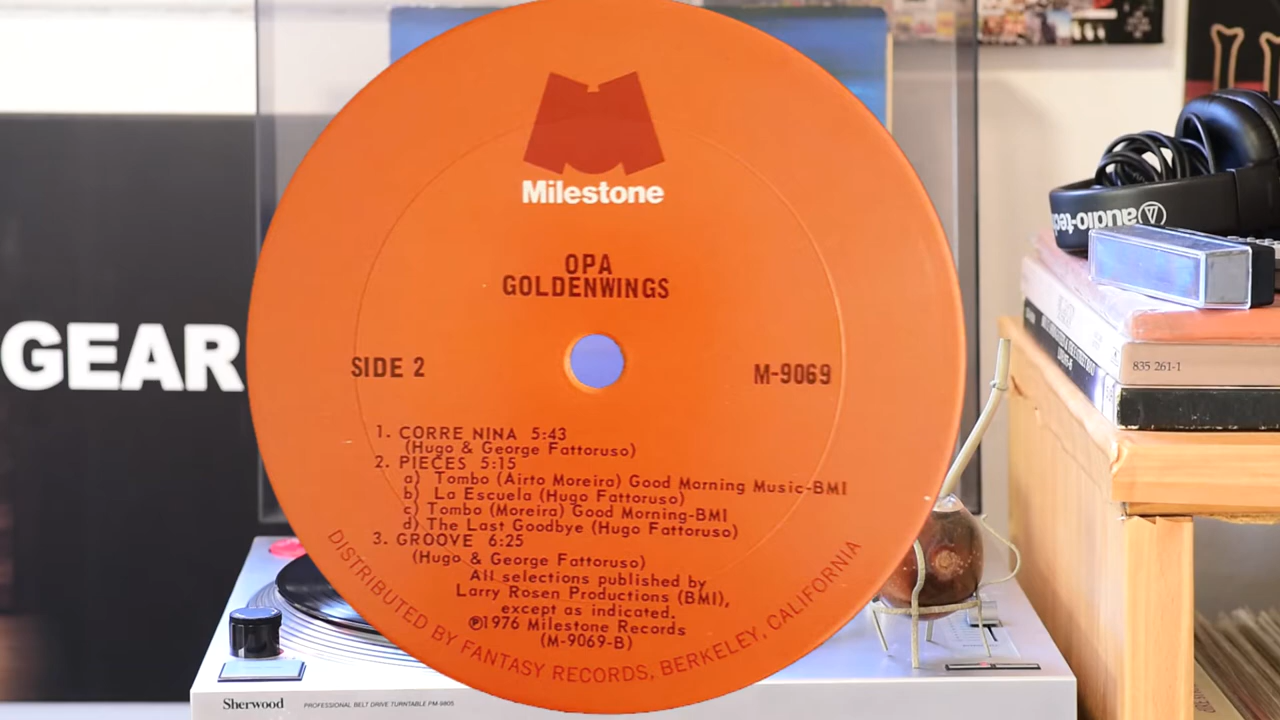 Milestone
OPA
GOLDENWINGS
SIDE 2
M-9069
1. CORRE NINA 5:43
(Hugo & George Fattoruso)
2. PIECES 5:15
a) Tombo (Airto Moreira) Good Morning Music-BMI
b) La Escuela (Hugo Fattoruso)
c) Tombo (Moreira) Good Morning-BMI
d) The Last Goodbye (Hugo Fattoruso)
3. GROOVE 6:25
(Hugo & George Fattoruso)
All selections published by
Larry Rosen Productions (BMI),
except as indicated.
℗1976 Milestone Records
(M-9069-B)
DISTRIBUTED BY FANTASY RECORDS, BERKELEY, CALIFORNIA
GEAR
audio-tec
835 261-1
Sherwood
PROFESSIONAL BELT DRIVE TURNTABLE PM-9805